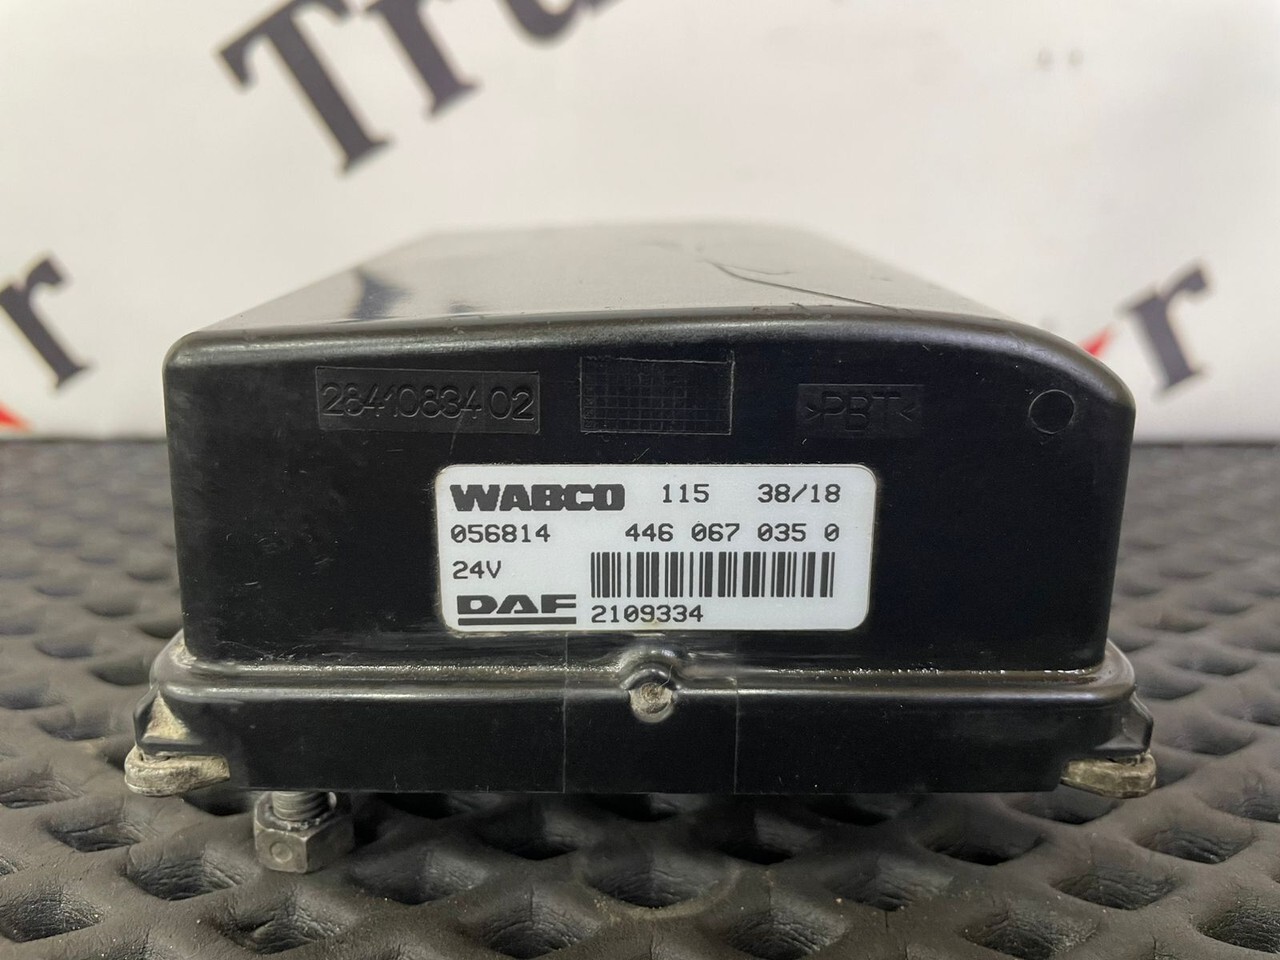 2841083402
>PBT<
WABCO 115 38/18
056814 446 067 035 0
24V
DAF 2109334